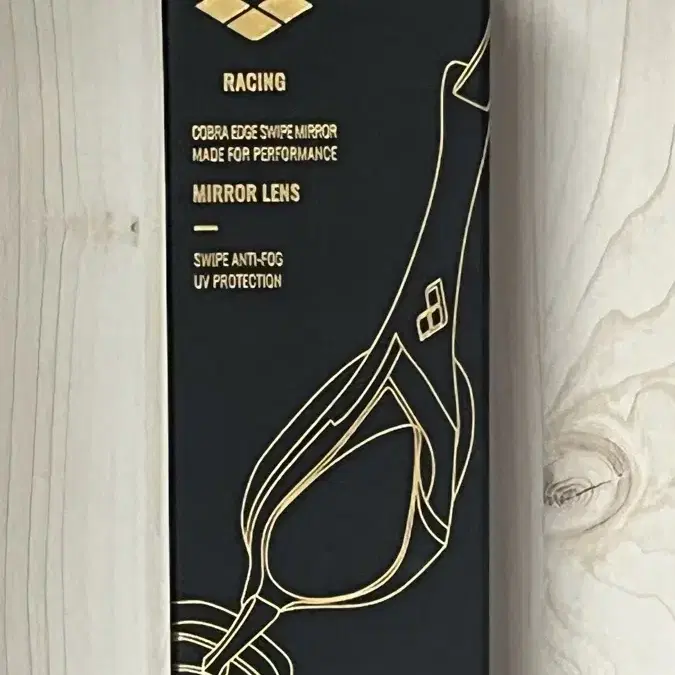 RACING
COBRA EDGE SWIPE MIRROR
MADE FOR PERFORMANCE
MIRROR LENS
SWIPE ANTI-FOG
UV PROTECTION